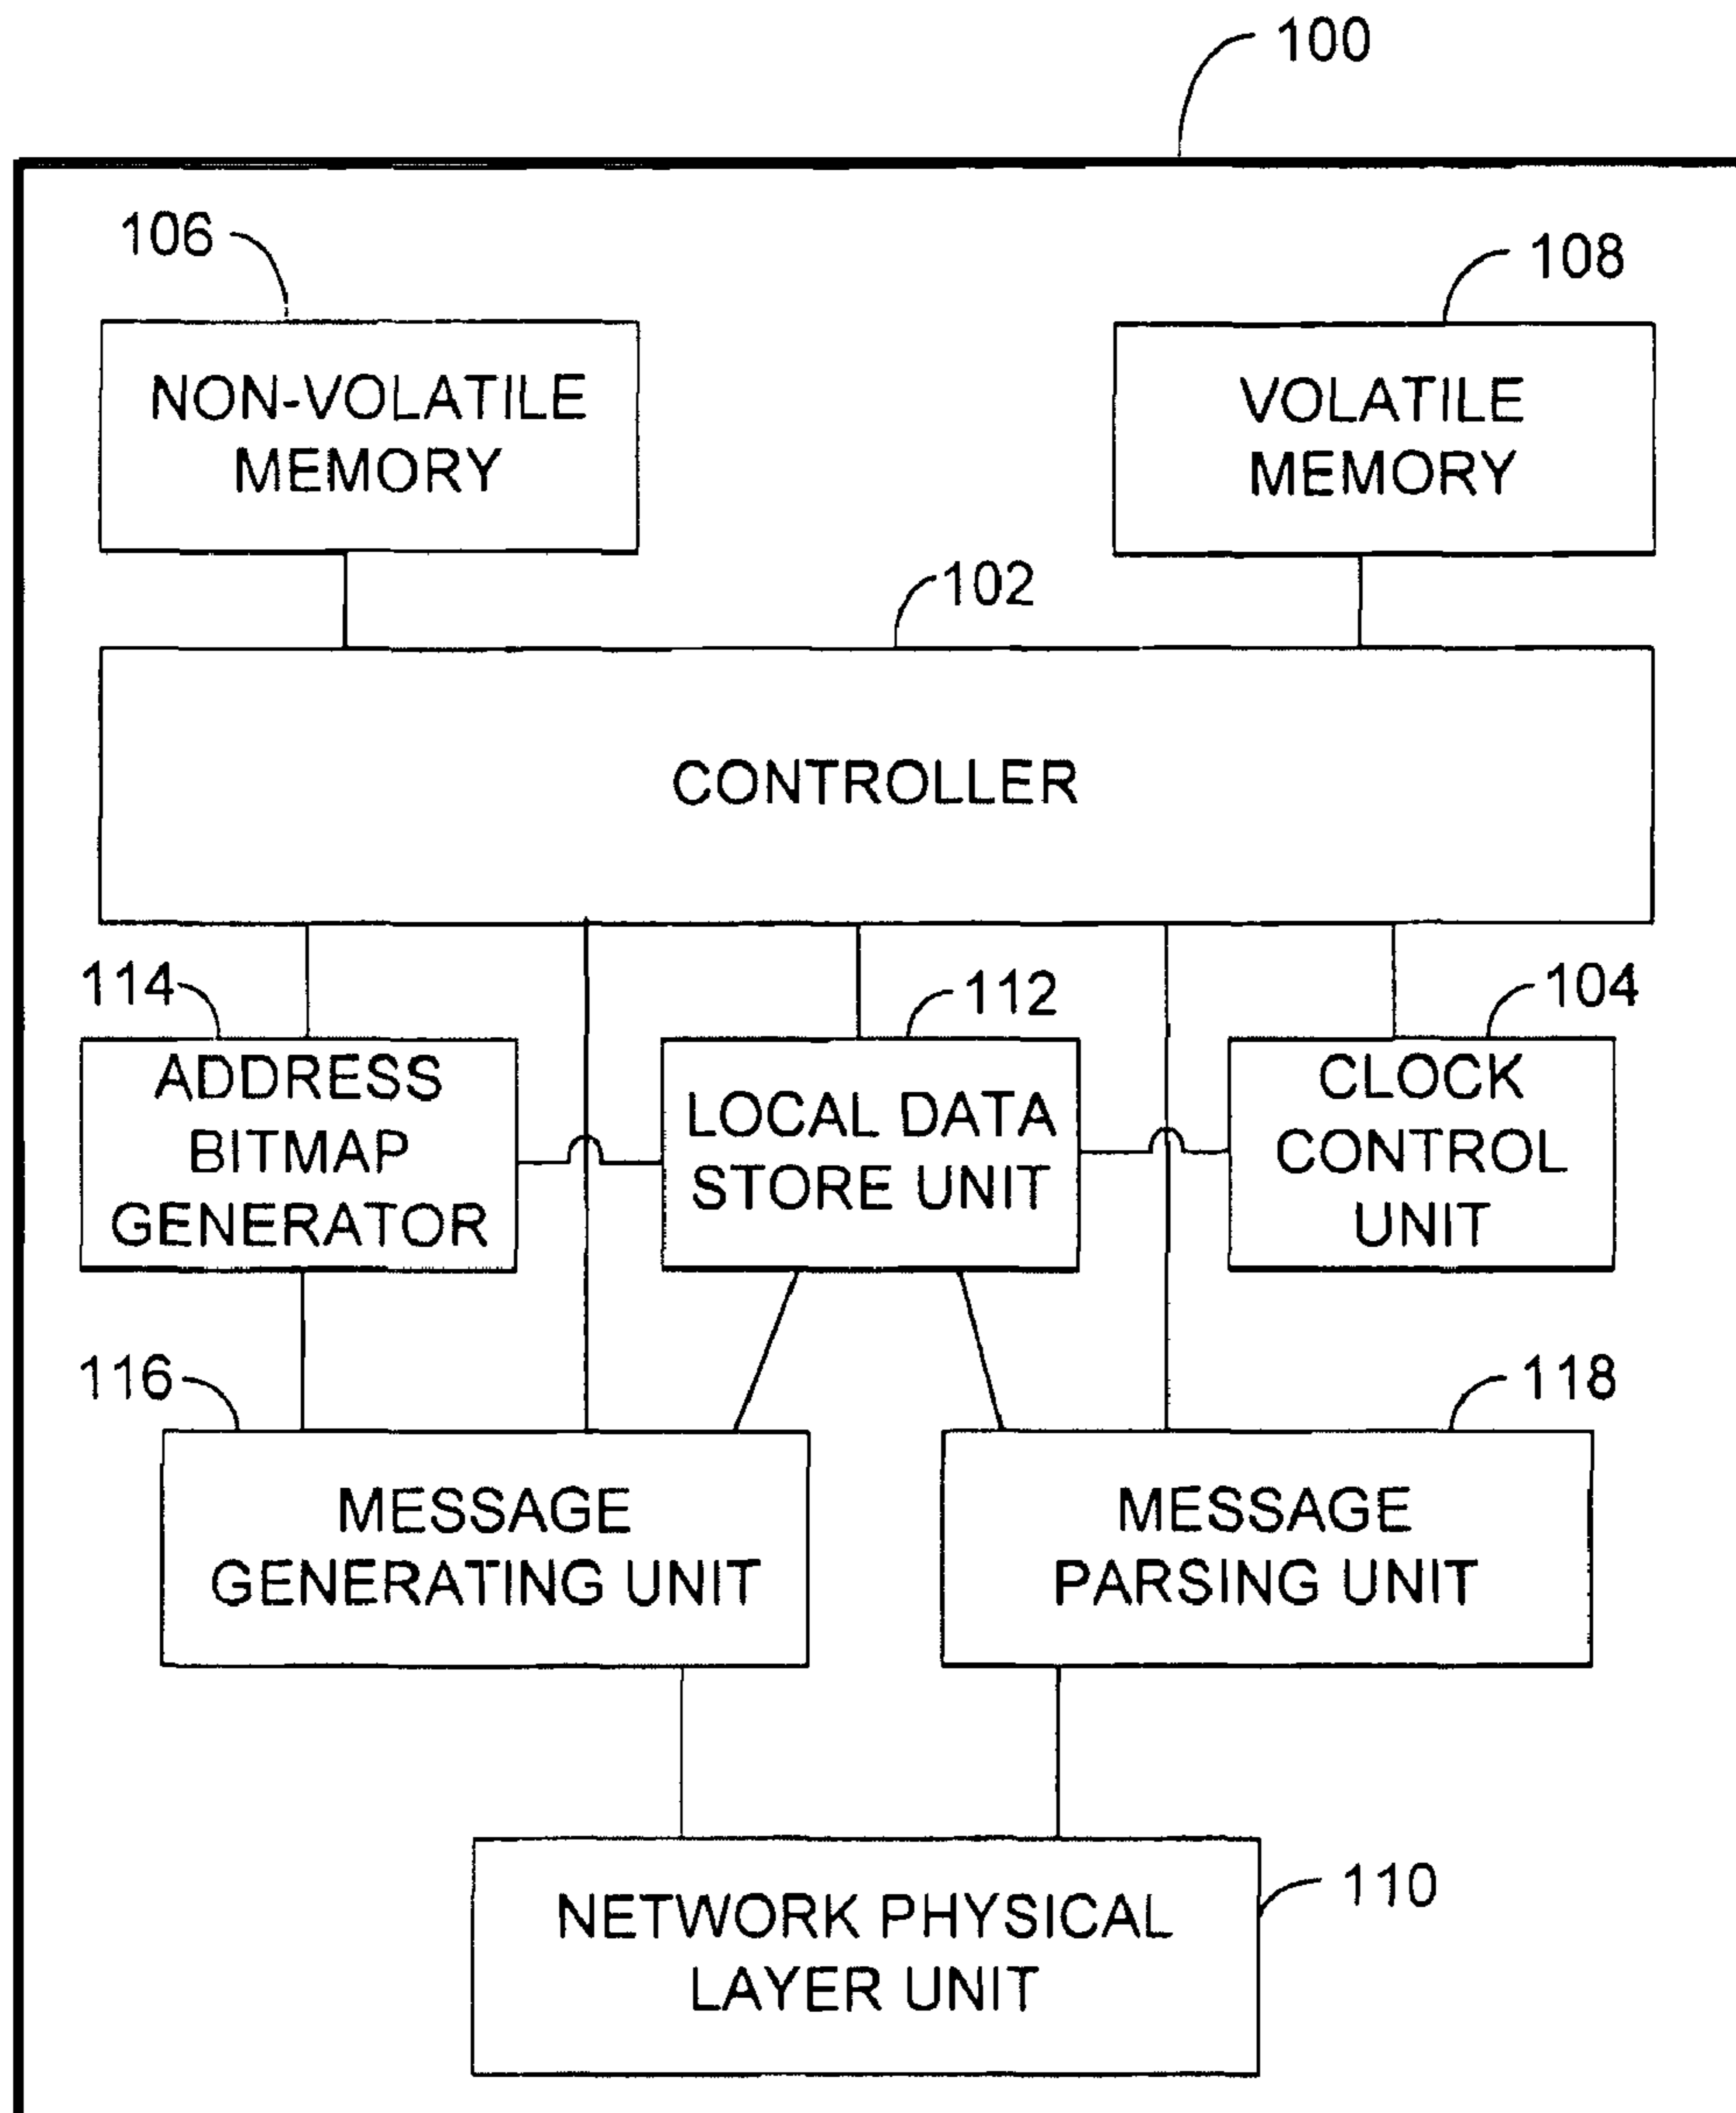 100
106
108
NON-VOLATILE
MEMORY
VOLATILE
MEMORY
102
CONTROLLER
114
112
104
ADDRESS
BITMAP
GENERATOR
LOCAL DATA
STORE UNIT
CLOCK
CONTROL
UNIT
116
118
MESSAGE
GENERATING UNIT
MESSAGE
PARSING UNIT
110
NETWORK PHYSICAL
LAYER UNIT